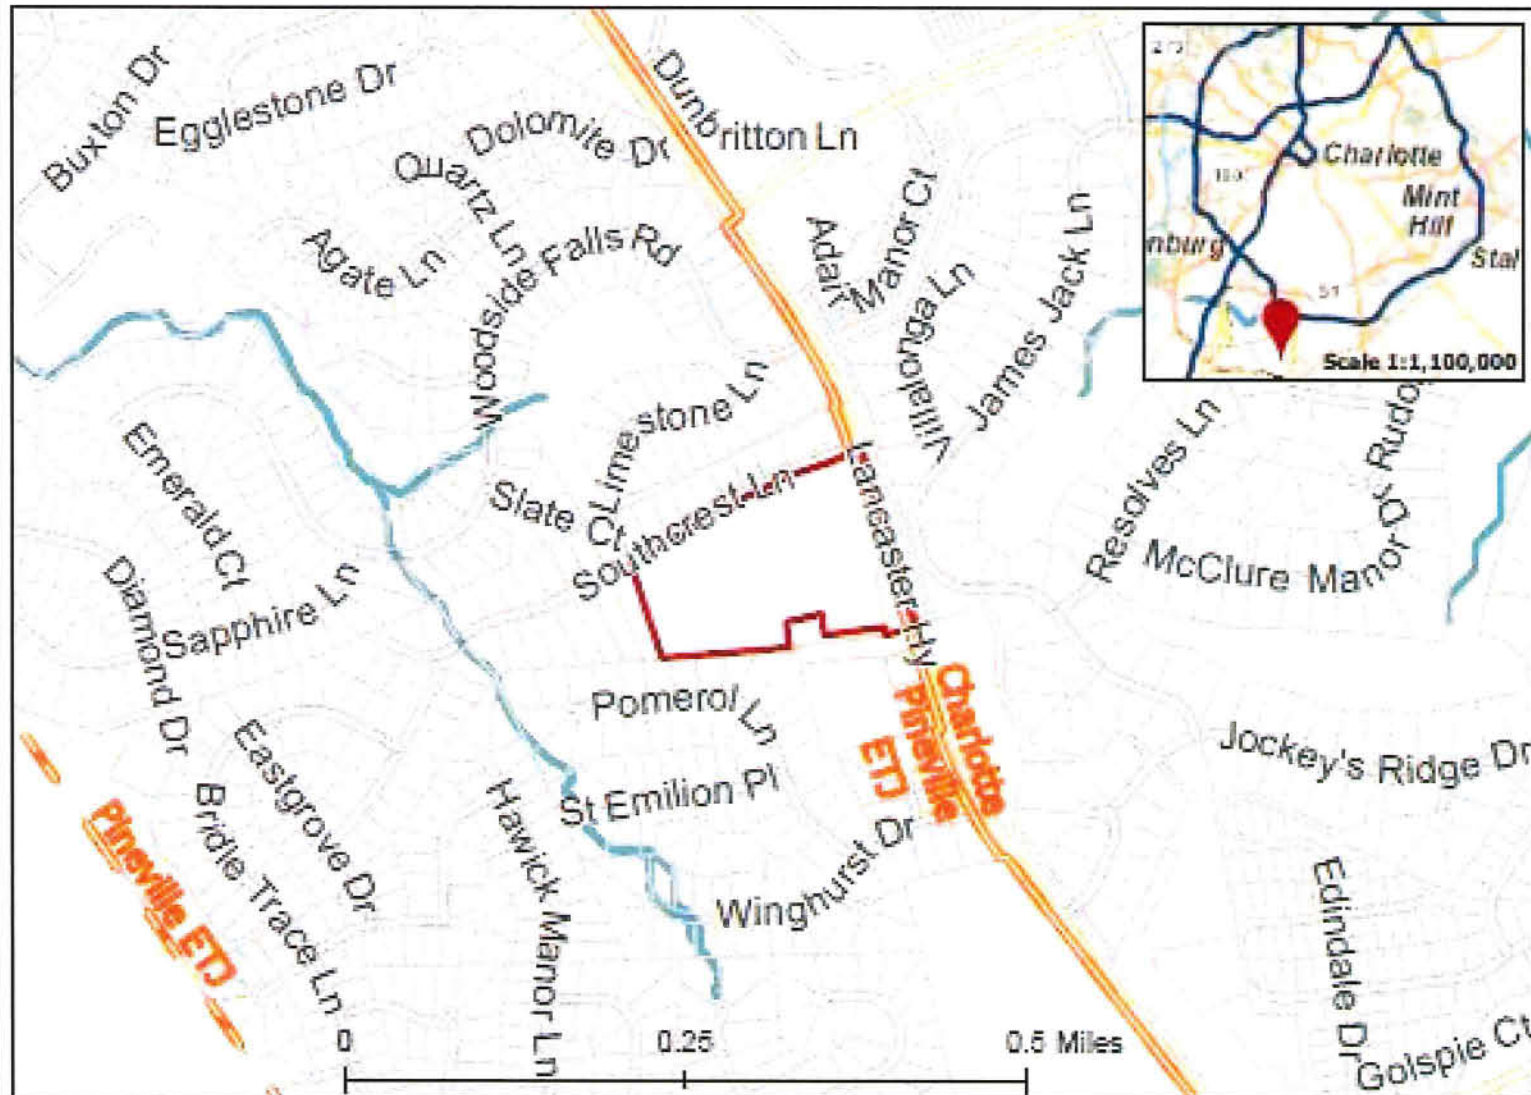 Buxton Dr
Egglestone Dr
Dolomite Dr
Dunbritton Ln
Quartz Ln
Agate Ln
Woodside Falls Rd
Adair Manor Ct
Villalonga Ln
James Jack Ln
Charlotte
Mint
Hill
Stal
nburg
Scale 1:1,100,000
Limestone Ln
Emerald Ct
Slate Ct
Southcrest Ln
Lancaster Hy
Resolves Ln
McClure Manor Dr
Rudo
Diamond Dr
Sapphire Ln
Pomerol Ln
Charlotte
Pineville
ETJ
Jockey's Ridge Dr
Eastgrove Dr
Bridle Trace Ln
Hawick Manor Ln
St Emilion Pl
Winghurst Dr
Pineville ETJ
Edindale Dr
Golspie Ct
0 0.25 0.5 Miles